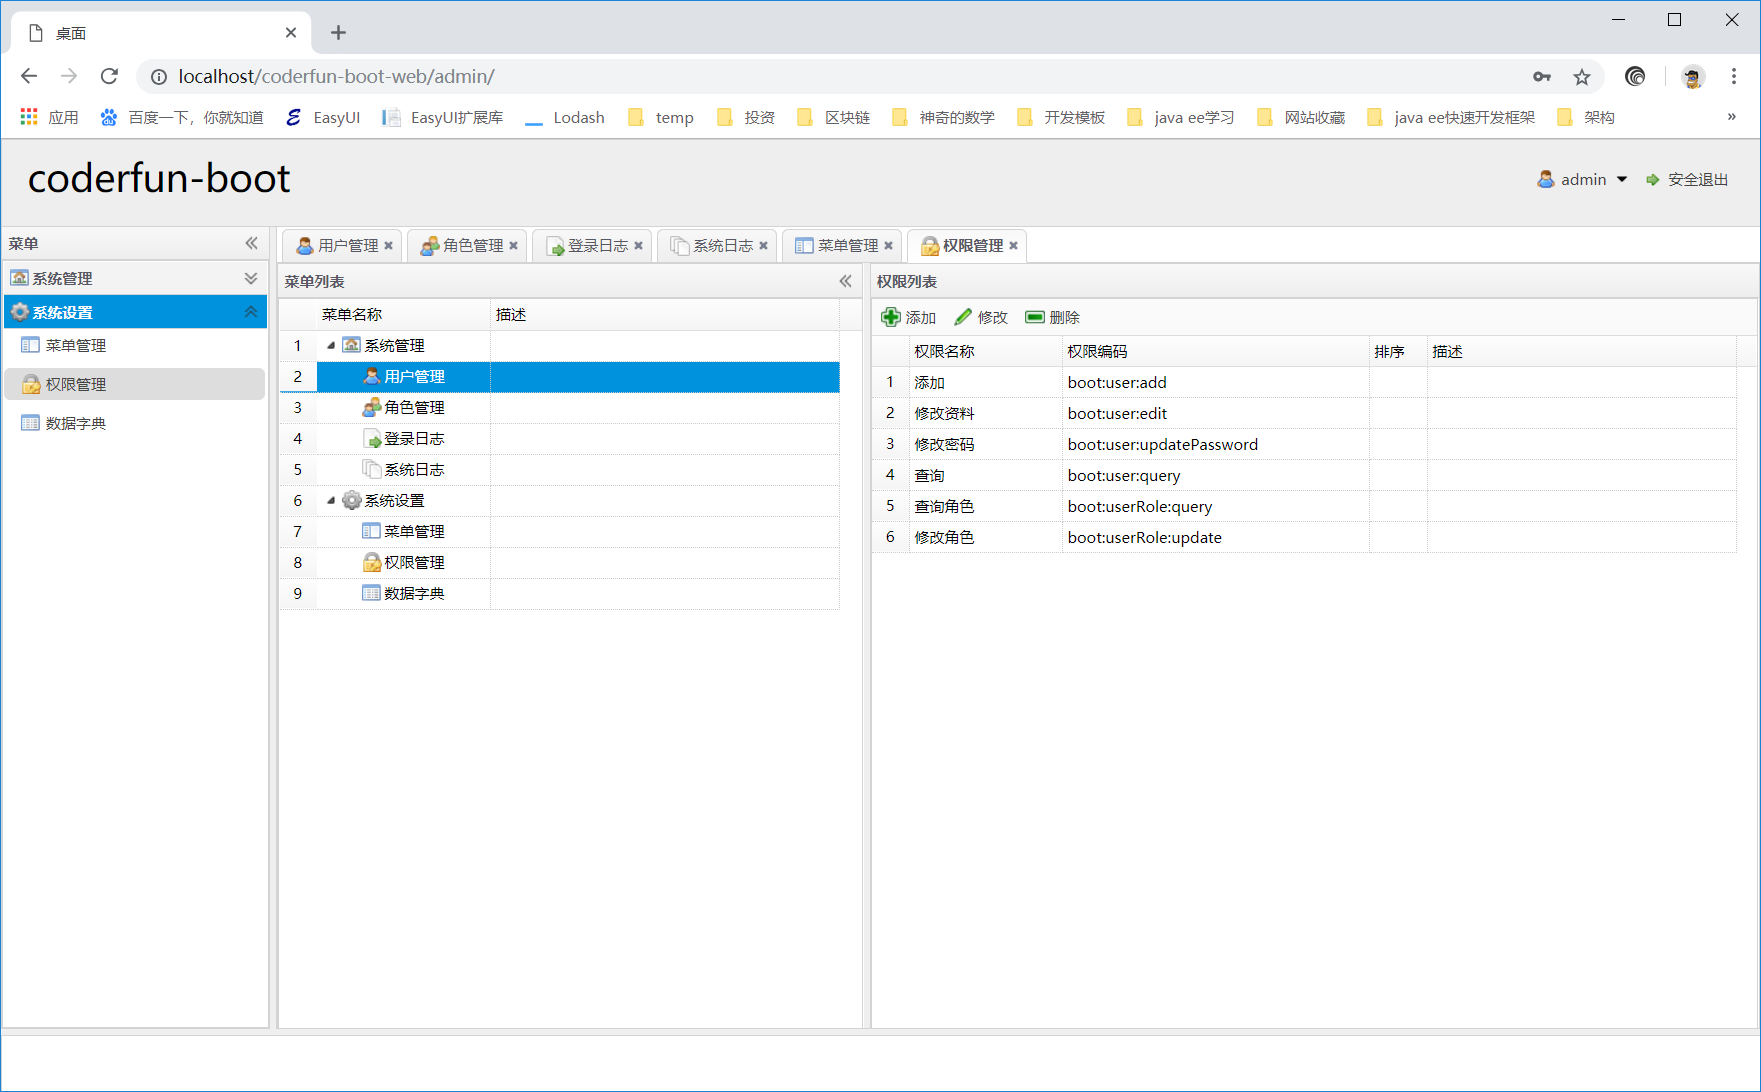 桌面
localhost/coderfun-boot-web/admin/
应用 百度一下，你就知道 EasyUI EasyUI扩展库 Lodash temp 投资 区块链 神奇的数学 开发模板 java ee学习 网站收藏 java ee快速开发框架 架构 »
coderfun-boot
admin 安全退出
菜单
系统管理
系统设置
菜单管理
权限管理
数据字典
用户管理 角色管理 登录日志 系统日志 菜单管理 权限管理
菜单列表
菜单名称 描述
1 系统管理
2 用户管理
3 角色管理
4 登录日志
5 系统日志
6 系统设置
7 菜单管理
8 权限管理
9 数据字典
权限列表
添加 修改 删除
权限名称 权限编码 排序 描述
1 添加 boot:user:add
2 修改资料 boot:user:edit
3 修改密码 boot:user:updatePassword
4 查询 boot:user:query
5 查询角色 boot:userRole:query
6 修改角色 boot:userRole:update